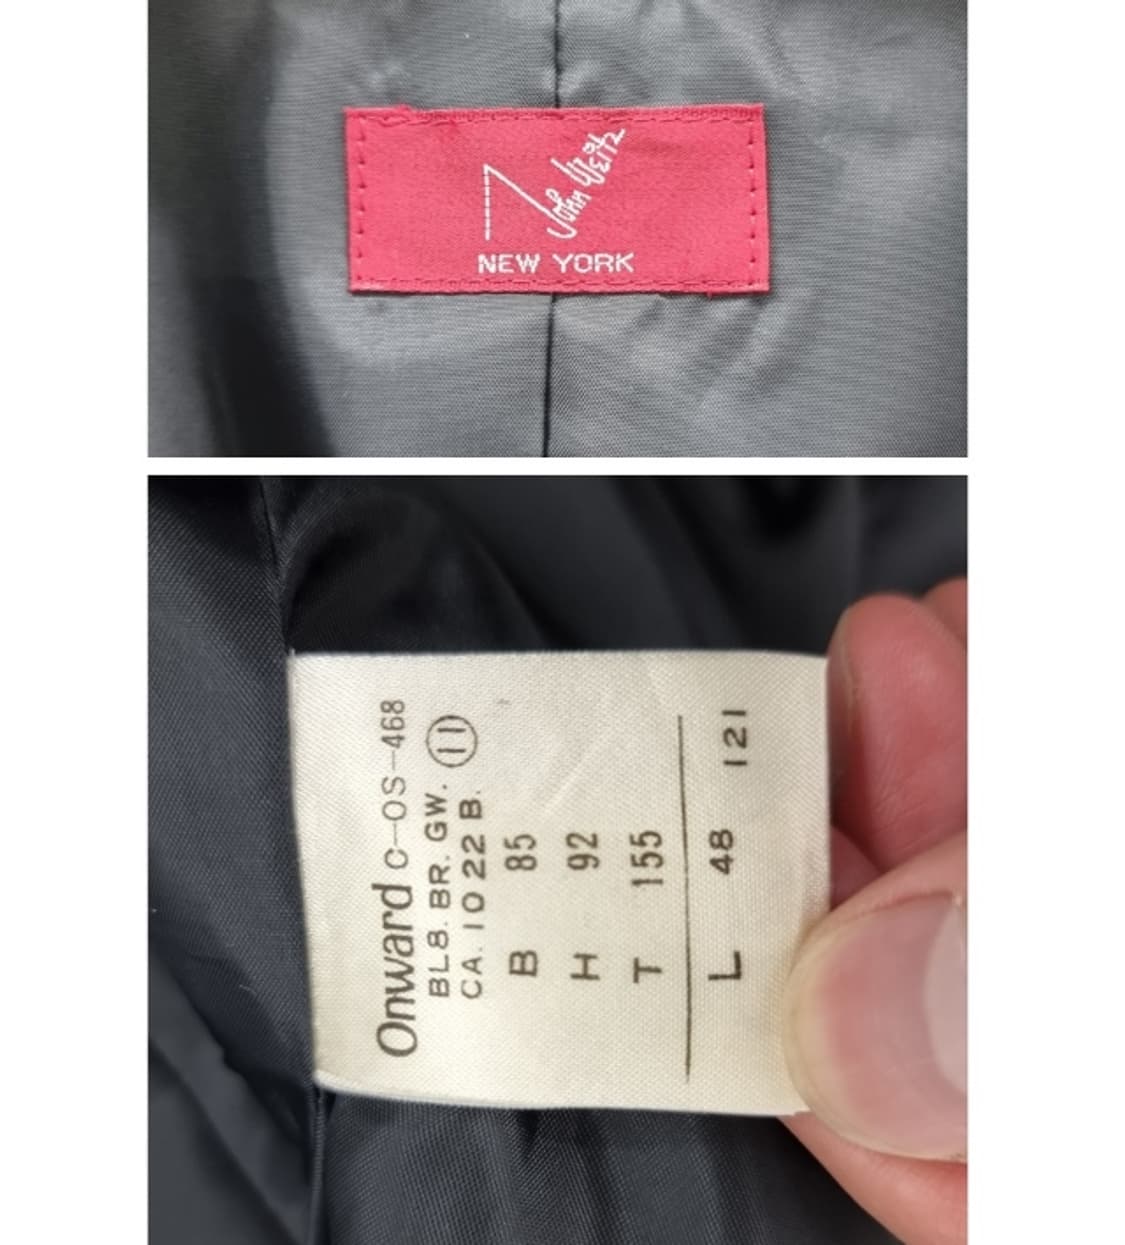 John Weitz
NEW YORK
Onward C-OS-468
BL8. BR. GW. 11
CA. 10 22 B.
B 85
H 92
T 155
L 48 121